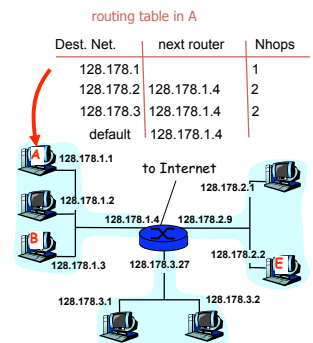 routing table in A
Dest. Net. next router Nhops
128.178.1 1
128.178.2 128.178.1.4 2
128.178.3 128.178.1.4 2
default 128.178.1.4
A
128.178.1.1
to Internet
128.178.2.1
128.178.1.2
128.178.1.4 128.178.2.9
B
128.178.1.3
128.178.2.2
E
128.178.3.27
128.178.3.1 128.178.3.2